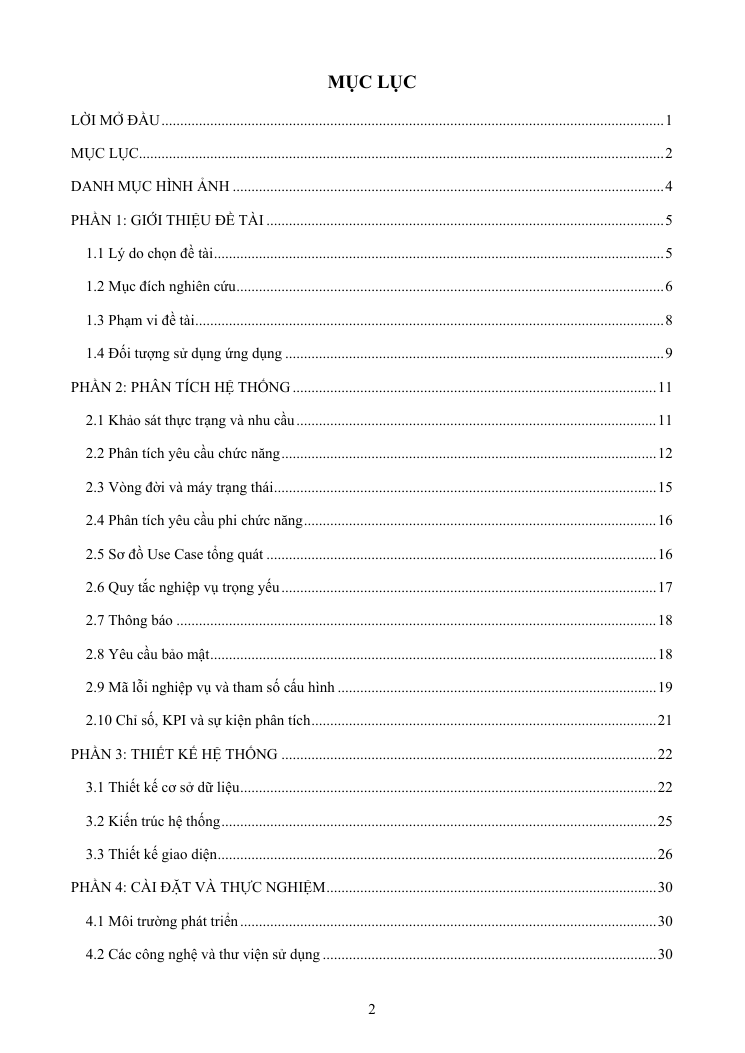 MỤC LỤC
LỜI MỞ ĐẦU 1
MỤC LỤC 2
DANH MỤC HÌNH ẢNH 4
PHẦN 1: GIỚI THIỆU ĐỀ TÀI 5
1.1 Lý do chọn đề tài 5
1.2 Mục đích nghiên cứu 6
1.3 Phạm vi đề tài 8
1.4 Đối tượng sử dụng ứng dụng 9
PHẦN 2: PHÂN TÍCH HỆ THỐNG 11
2.1 Khảo sát thực trạng và nhu cầu 11
2.2 Phân tích yêu cầu chức năng 12
2.3 Vòng đời và máy trạng thái 15
2.4 Phân tích yêu cầu phi chức năng 16
2.5 Sơ đồ Use Case tổng quát 16
2.6 Quy tắc nghiệp vụ trọng yếu 17
2.7 Thông báo 18
2.8 Yêu cầu bảo mật 18
2.9 Mã lỗi nghiệp vụ và tham số cấu hình 19
2.10 Chỉ số, KPI và sự kiện phân tích 21
PHẦN 3: THIẾT KẾ HỆ THỐNG 22
3.1 Thiết kế cơ sở dữ liệu 22
3.2 Kiến trúc hệ thống 25
3.3 Thiết kế giao diện 26
PHẦN 4: CÀI ĐẶT VÀ THỰC NGHIỆM 30
4.1 Môi trường phát triển 30
4.2 Các công nghệ và thư viện sử dụng 30
2